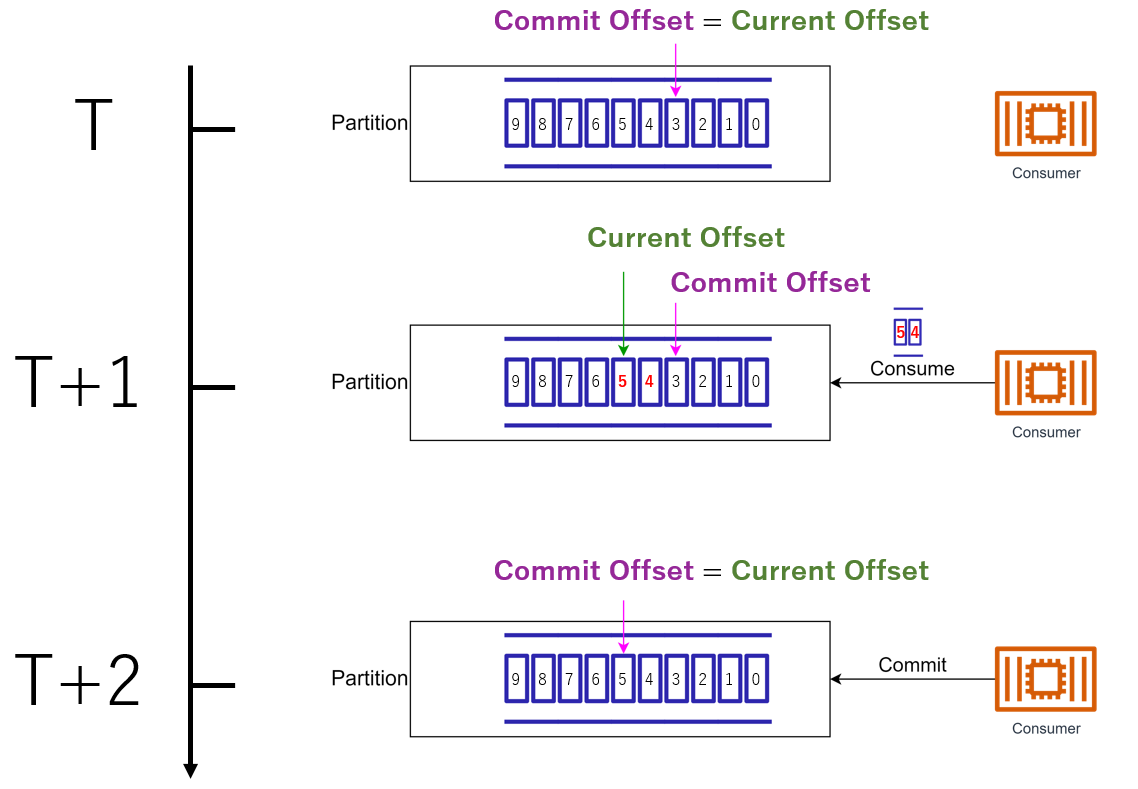 Commit Offset = Current Offset
T
Partition
9 8 7 6 5 4 3 2 1 0
Consumer
Current Offset
Commit Offset
5 4
T+1
Partition
9 8 7 6 5 4 3 2 1 0
Consume
Consumer
Commit Offset = Current Offset
T+2
Partition
9 8 7 6 5 4 3 2 1 0
Commit
Consumer